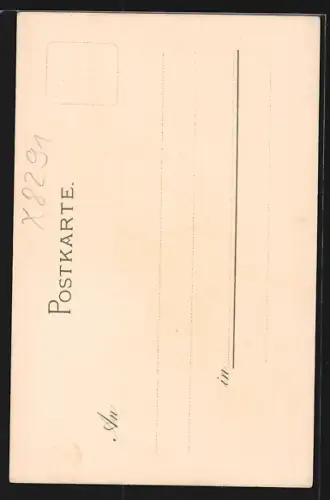 X8291
POSTKARTE.
An
in